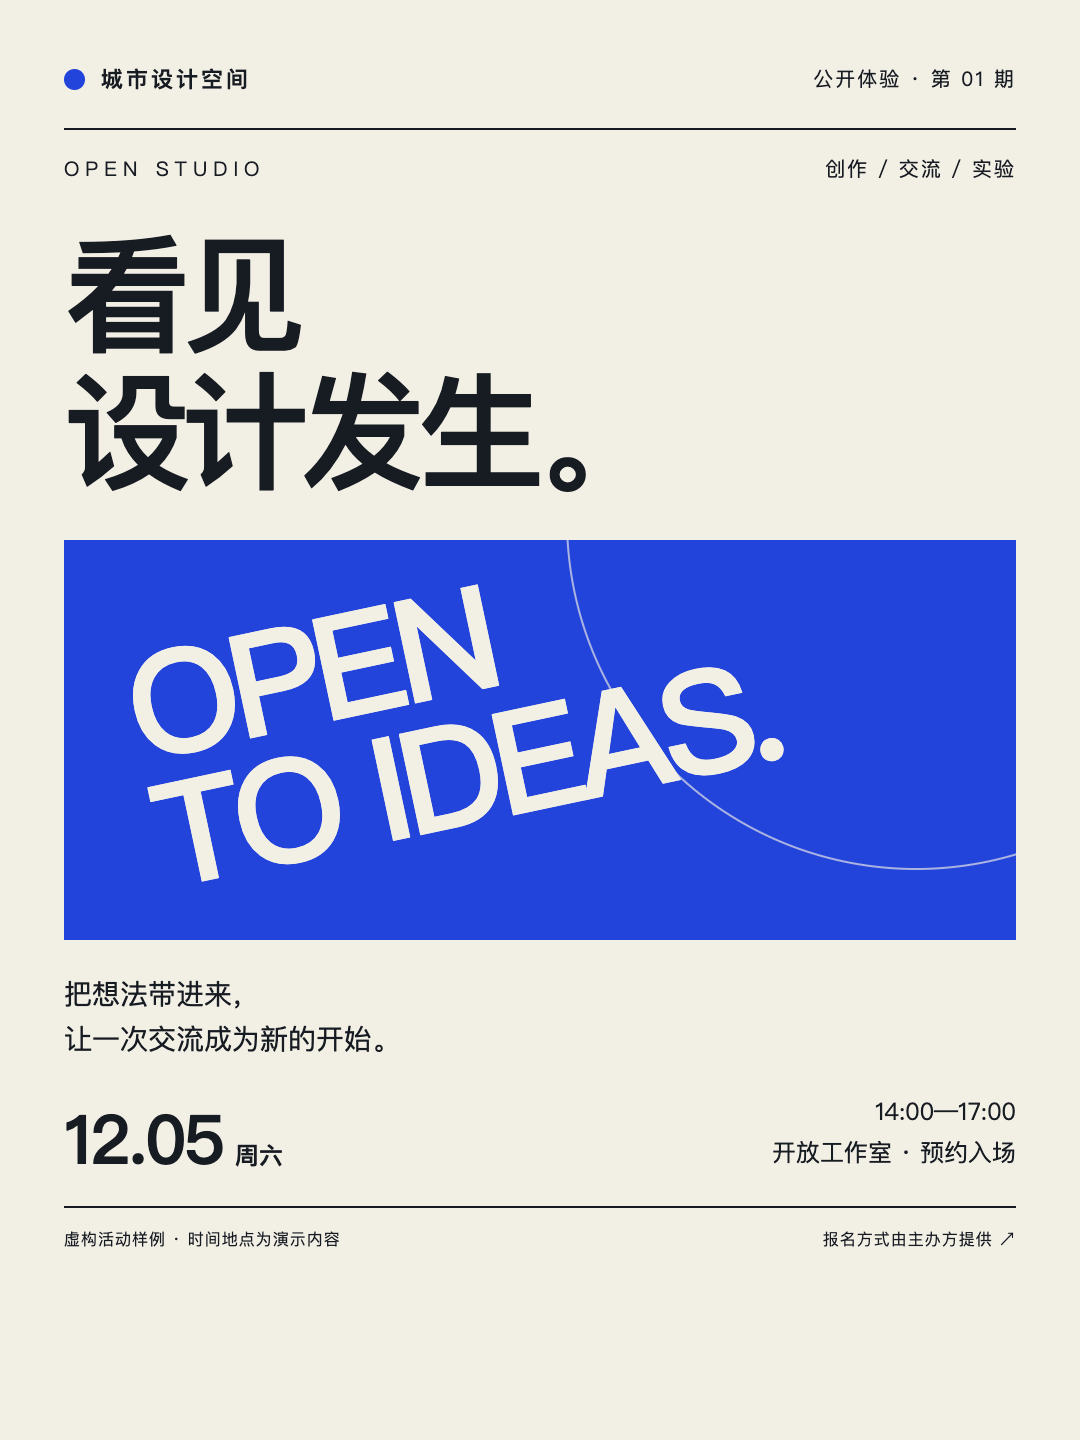 城市设计空间
公开体验 · 第 01 期
OPEN STUDIO
创作 / 交流 / 实验
看见
设计发生。
OPEN
TO IDEAS.
把想法带进来，
让一次交流成为新的开始。
12.05 周六
14:00—17:00
开放工作室 · 预约入场
虚构活动样例 · 时间地点为演示内容
报名方式由主办方提供 ↗